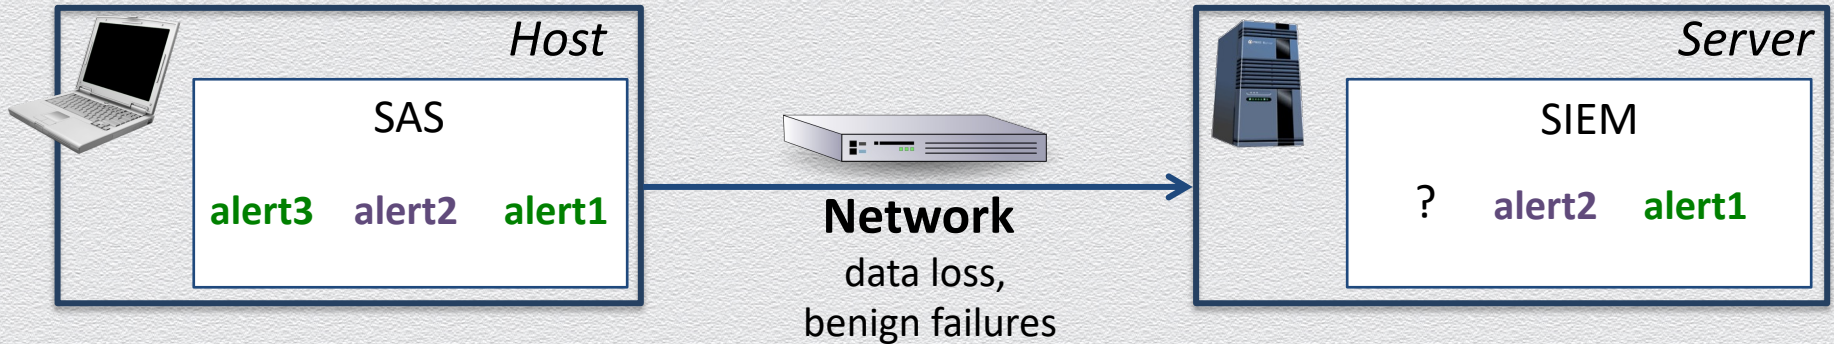 Host
SAS
alert3 alert2 alert1
Network
data loss,
benign failures
Server
SIEM
? alert2 alert1